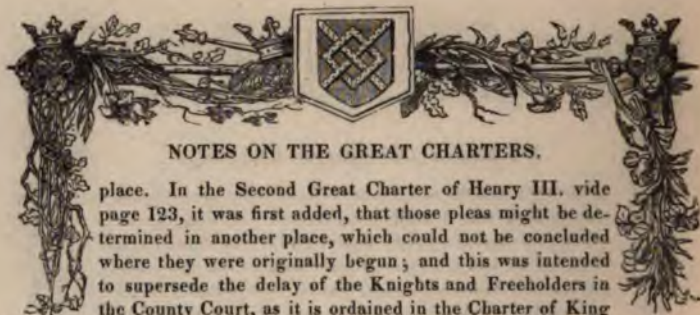 NOTES ON THE GREAT CHARTERS.
place. In the Second Great Charter of Henry III. vide
page 123, it was first added, that those pleas might be de-
termined in another place, which could not be concluded
where they were originally begun; and this was intended
to supersede the delay of the Knights and Freeholders in
the County Court, as it is ordained in the Charter of King